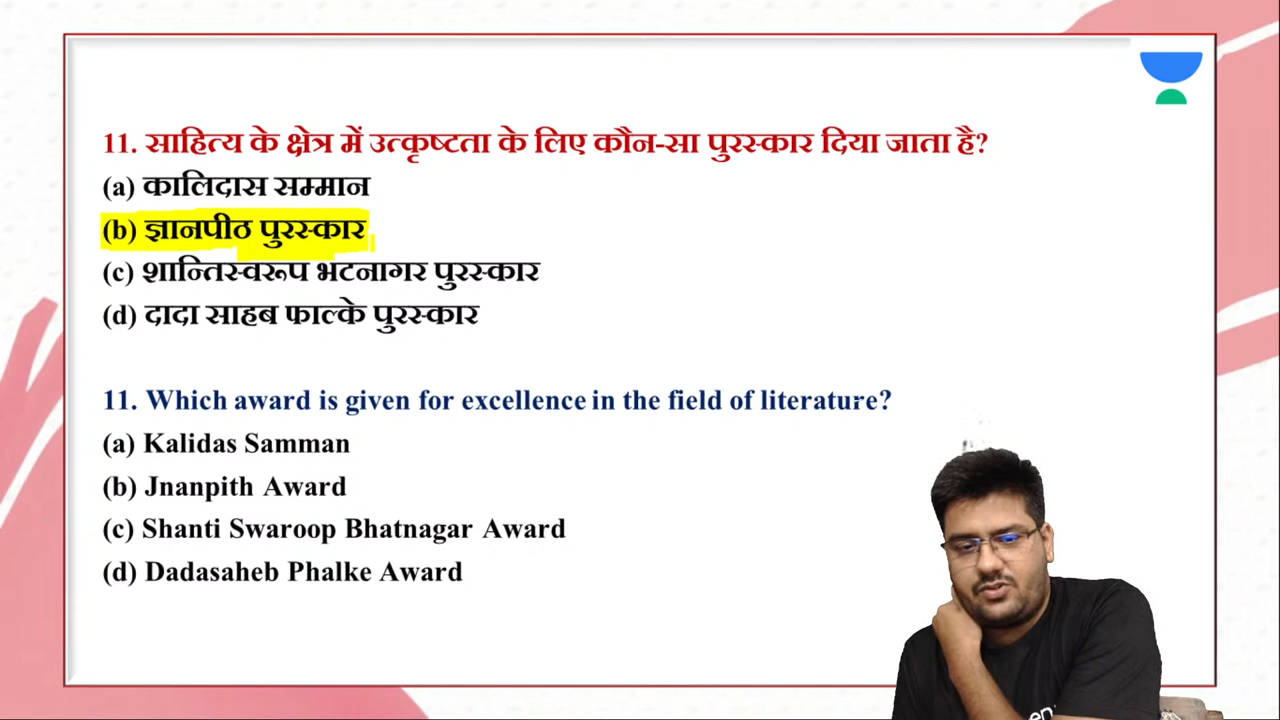 11. साहित्य के क्षेत्र में उत्कृष्टता के लिए कौन-सा पुरस्कार दिया जाता है?
(a) कालिदास सम्मान
(b) ज्ञानपीठ पुरस्कार
(c) शान्तिस्वरूप भटनागर पुरस्कार
(d) दादा साहब फाल्के पुरस्कार
11. Which award is given for excellence in the field of literature?
(a) Kalidas Samman
(b) Jnanpith Award
(c) Shanti Swaroop Bhatnagar Award
(d) Dadasaheb Phalke Award